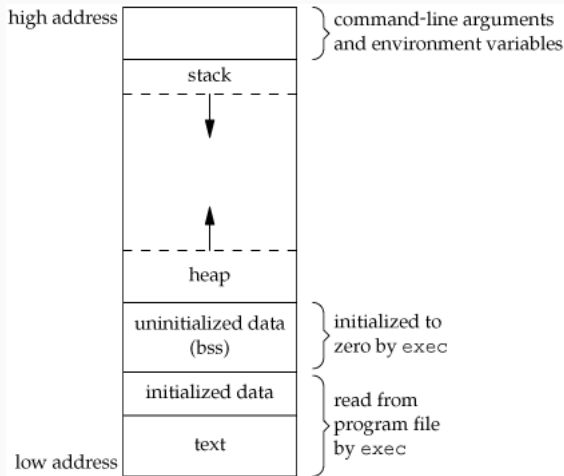 high address
command-line arguments
and environment variables
stack
heap
uninitialized data
(bss)
initialized to
zero by exec
initialized data
read from
program file
by exec
text
low address